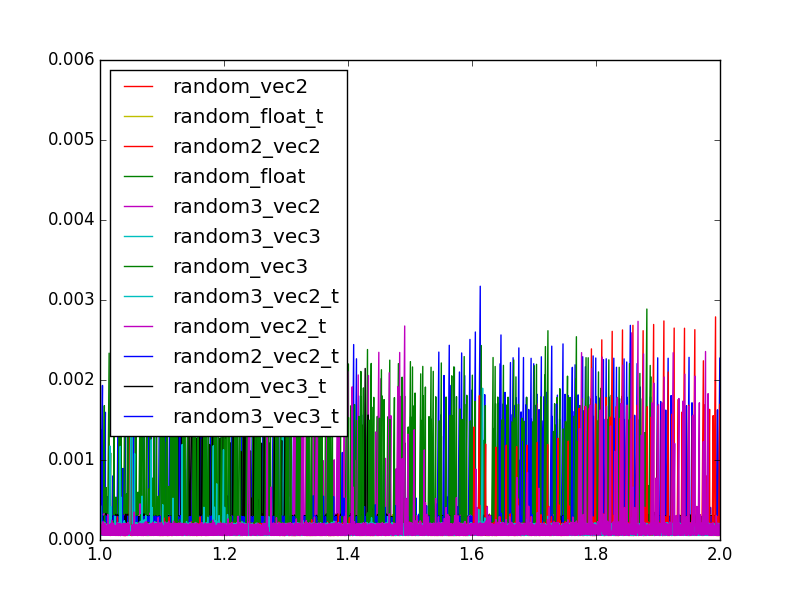 0.006
0.005
0.004
0.003
0.002
0.001
0.000
random_vec2
random_float_t
random2_vec2
random_float
random3_vec2
random3_vec3
random_vec3
random3_vec2_t
random_vec2_t
random2_vec2_t
random_vec3_t
random3_vec3_t
1.0 1.2 1.4 1.6 1.8 2.0